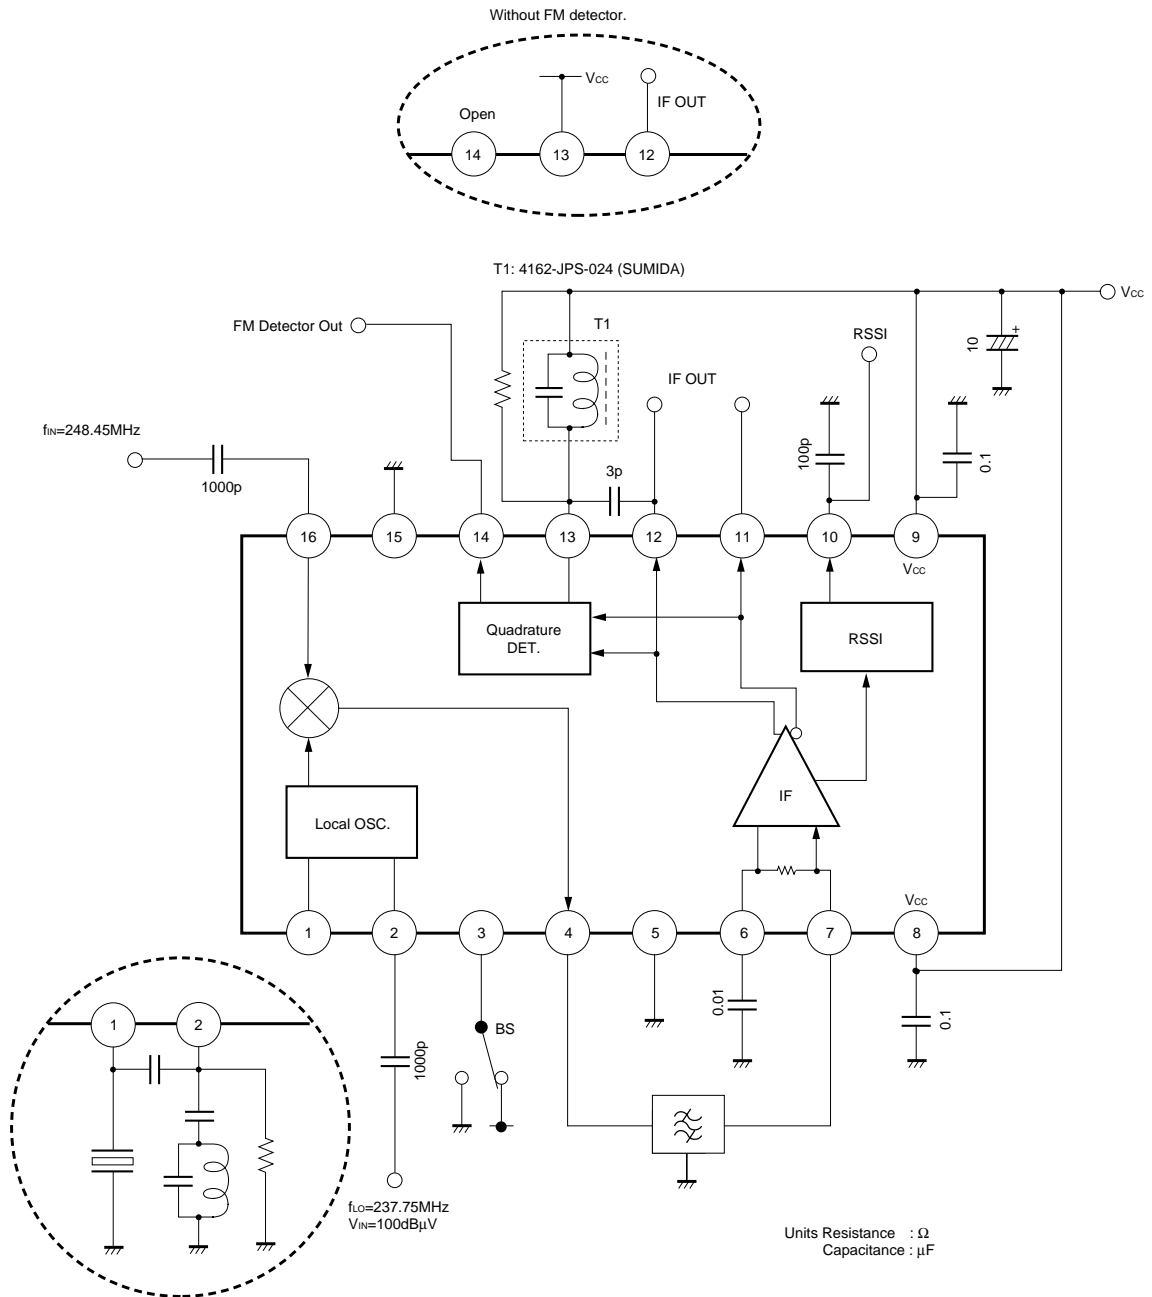 Without FM detector.
Vcc
IF OUT
Open
14
13
12
T1: 4162-JPS-024 (SUMIDA)
Vcc
FM Detector Out
T1
RSSI
10
+
IF OUT
fIN=248.45MHz
1000p
3p
100p
0.1
16
15
14
13
12
11
10
9
Vcc
Quadrature
DET.
RSSI
IF
Local OSC.
Vcc
1
2
3
4
5
6
7
8
1
2
1000p
BS
0.01
0.1
fLO=237.75MHz
VIN=100dBμV
Units Resistance : Ω
Capacitance : μF